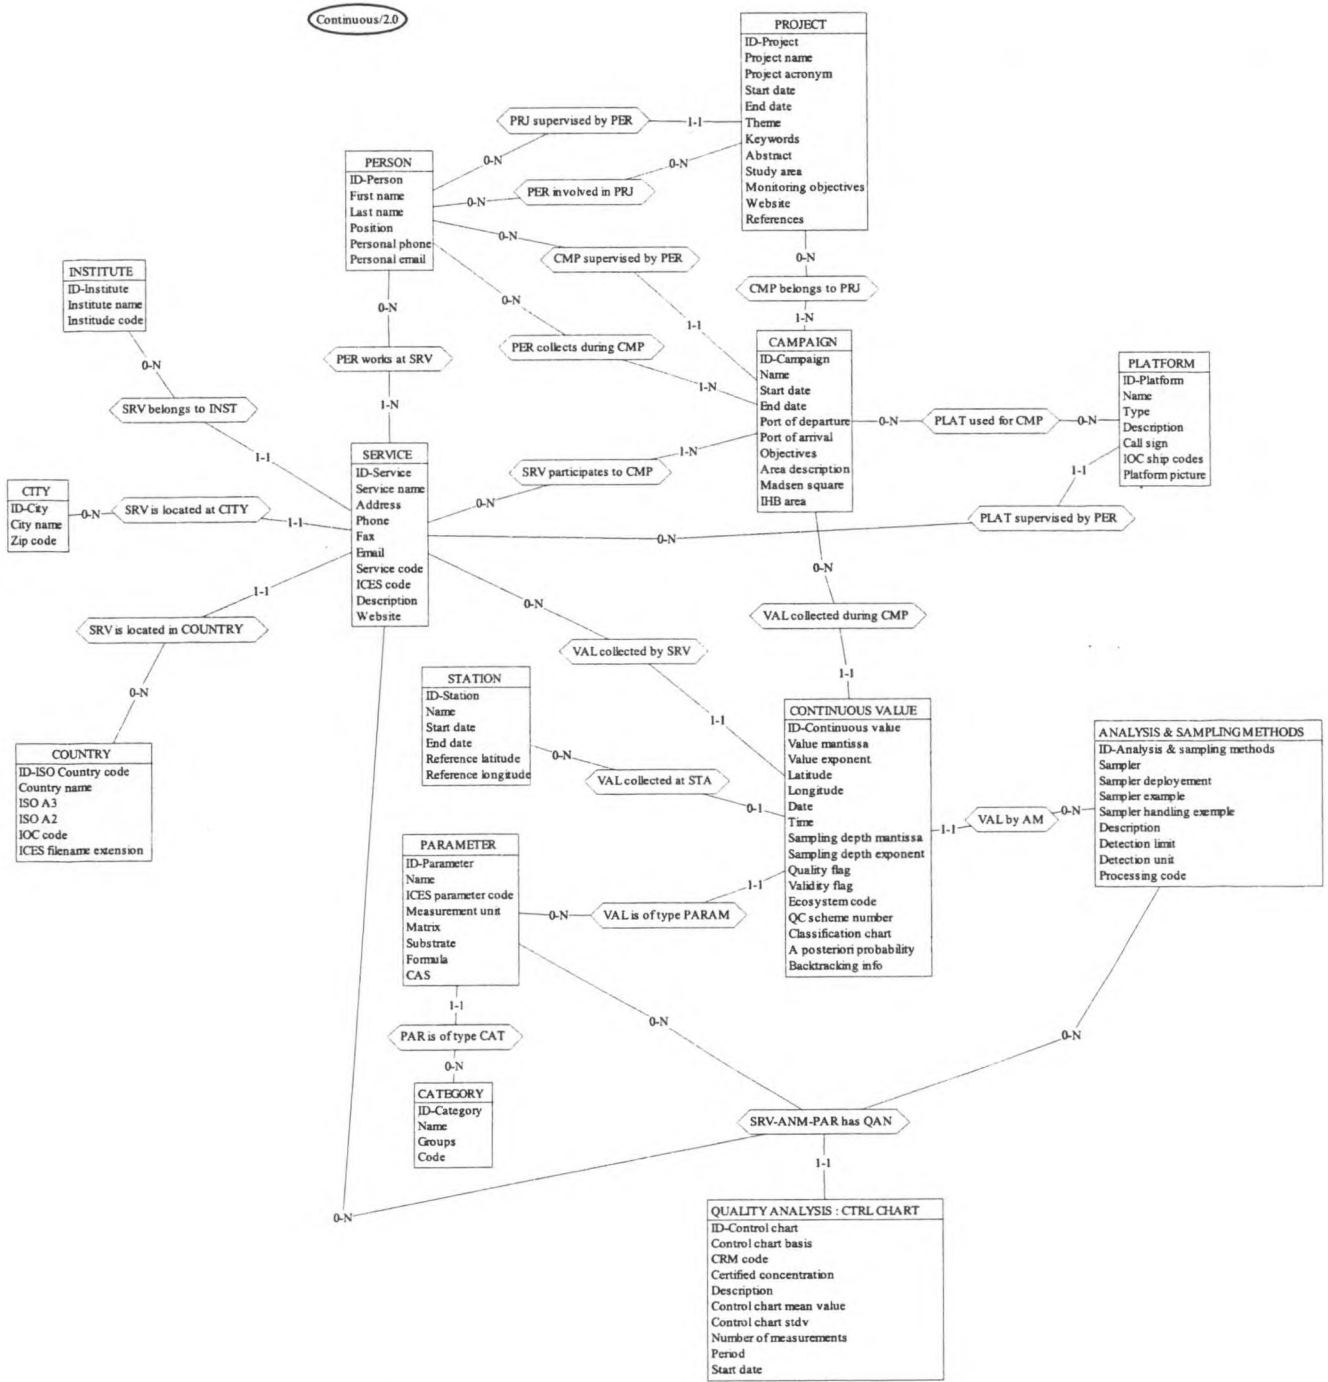 Continuous/2.0
PROJECT
ID-Project
Project name
Project acronym
Start date
End date
Theme
Keywords
Abstract
Study area
Monitoring objectives
Website
References
PRJ supervised by PER
1-1
0-N
PERSON
ID-Person
First name
Last name
Position
Personal phone
Personal email
PER involved in PRJ
0-N
0-N
0-N
CMP supervised by PER
1-1
0-N
CMP belongs to PRJ
1-N
0-N
PER collects during CMP
1-N
0-N
PER works at SRV
1-N
INSTITUTE
ID-Institute
Institute name
Institude code
0-N
SRV belongs to INST
1-1
CAMPAIGN
ID-Campaign
Name
Start date
End date
Port of departure
Port of arrival
Objectives
Area description
Madsen square
IHB area
0-N
PLAT used for CMP
0-N
PLATFORM
ID-Platform
Name
Type
Description
Call sign
IOC ship codes
Platform picture
1-1
PLAT supervised by PER
0-N
SERVICE
ID-Service
Service name
Address
Phone
Fax
Email
Service code
ICES code
Description
Website
1-N
SRV participates to CMP
0-N
CITY
ID-City
City name
Zip code
0-N
SRV is located at CITY
1-1
1-1
SRV is located in COUNTRY
0-N
COUNTRY
ID-ISO Country code
Country name
ISO A3
ISO A2
IOC code
ICES filename extension
0-N
VAL collected during CMP
1-1
0-N
VAL collected by SRV
1-1
STATION
ID-Station
Name
Start date
End date
Reference latitude
Reference longitude
0-N
VAL collected at STA
0-1
CONTINUOUS VALUE
ID-Continuous value
Value mantissa
Value exponent
Latitude
Longitude
Date
Time
Sampling depth mantissa
Sampling depth exponent
Quality flag
Validity flag
Ecosystem code
QC scheme number
Classification chart
A posteriori probability
Backtracking info
1-1
VAL by AM
0-N
ANALYSIS & SAMPLING METHODS
ID-Analysis & sampling methods
Sampler
Sampler deployement
Sampler example
Sampler handling exemple
Description
Detection limit
Detection unit
Processing code
PARAMETER
ID-Parameter
Name
ICES parameter code
Measurement unit
Matrix
Substrate
Formula
CAS
0-N
VAL is of type PARAM
1-1
1-1
PAR is of type CAT
0-N
CATEGORY
ID-Category
Name
Groups
Code
0-N
0-N
0-N
SRV-ANM-PAR has QAN
1-1
QUALITY ANALYSIS : CTRL CHART
ID-Control chart
Control chart basis
CRM code
Certified concentration
Description
Control chart mean value
Control chart stdv
Number of measurements
Period
Start date